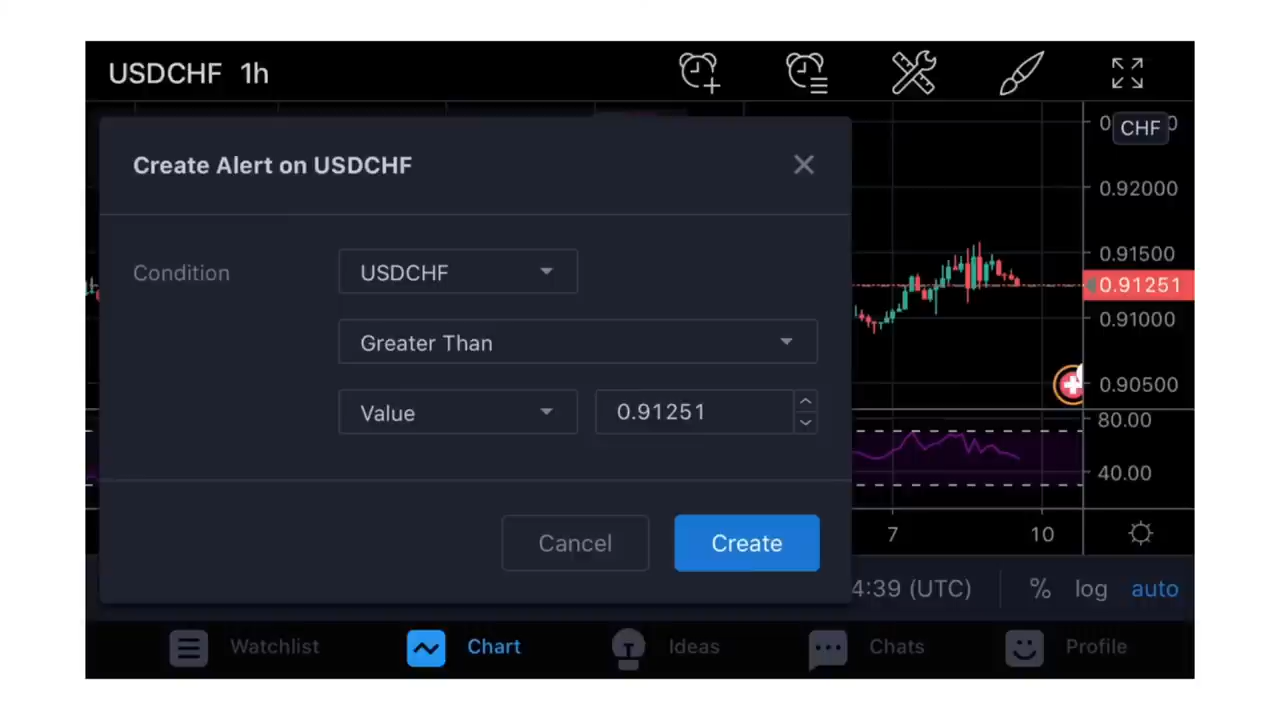 USDCHF 1h
CHF
Create Alert on USDCHF
0.92000
0.91500
Condition
USDCHF
0.91251
Greater Than
0.91000
Value
0.91251
0.90500
80.00
40.00
Cancel
Create
7
10
4:39 (UTC)
%
log
auto
Watchlist
Chart
Ideas
Chats
Profile